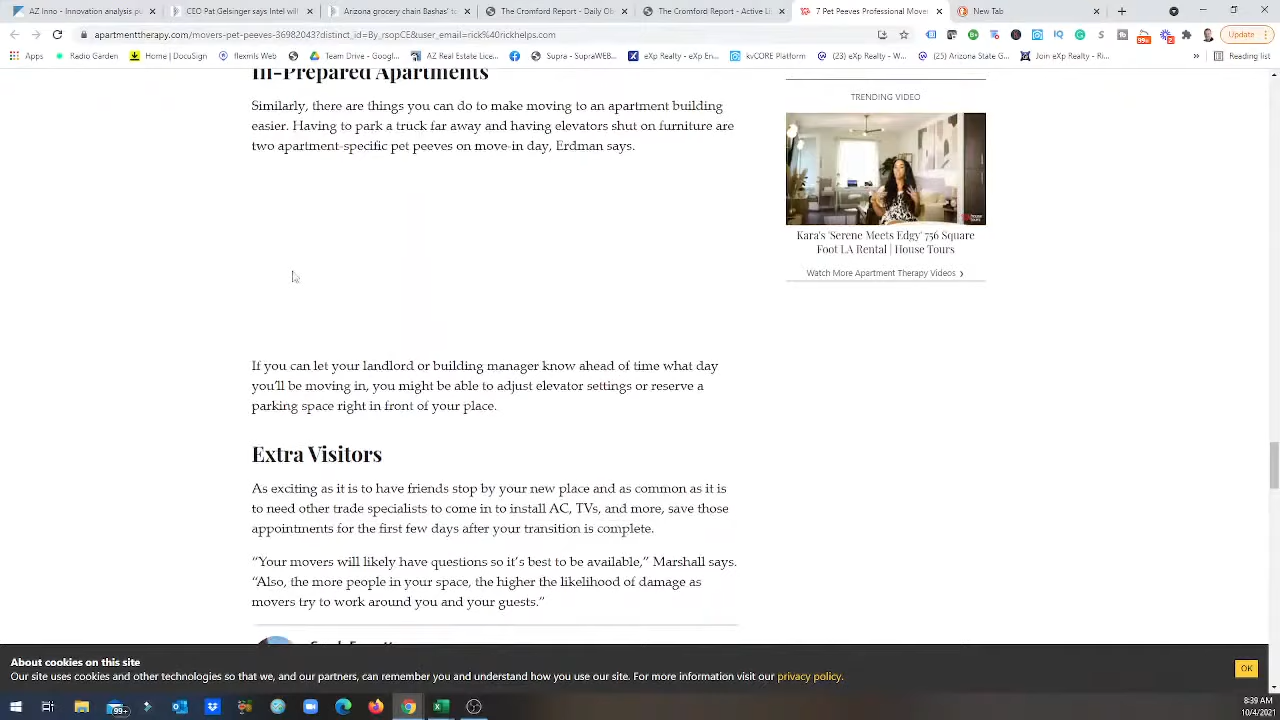 AZ Inno - Innovation analysis
CEO Pat Gelsinger says Intel will
Arizona grocery chain Bashas' to
The Cromford Report - Daily Ob
The Cromford Report - Active Li
7 Pet Peeves Professional Mover
New Tab
apartmenttherapy.com/movers-pet-peeves-36982043?distinct_id=By_rsopCE&user_email=rick%40rickhelps.com
Update
Apps
Radio Garden
Home | DocuSign
flexmls Web
Team Drive - Googl...
AZ Real Estate Lice...
Supra - SupraWEB...
eXp Realty - eXp En...
kvCORE Platform
(23) eXp Realty - W...
(25) Arizona State G...
Join eXp Realty - Ri...
»
Reading list
In-Prepared Apartments
Similarly, there are things you can do to make moving to an apartment building
easier. Having to park a truck far away and having elevators shut on furniture are
two apartment-specific pet peeves on move-in day, Erdman says.
TRENDING VIDEO
Kara's 'Serene Meets Edgy' 756 Square
Foot LA Rental | House Tours
Watch More Apartment Therapy Videos ❯
If you can let your landlord or building manager know ahead of time what day
you'll be moving in, you might be able to adjust elevator settings or reserve a
parking space right in front of your place.
Extra Visitors
As exciting as it is to have friends stop by your new place and as common as it is
to need other trade specialists to come in to install AC, TVs, and more, save those
appointments for the first few days after your transition is complete.
“Your movers will likely have questions so it's best to be available,” Marshall says.
“Also, the more people in your space, the higher the likelihood of damage as
movers try to work around you and your guests.”
About cookies on this site
Our site uses cookies and other technologies so that we, and our partners, can remember you and understand how you use our site. For more information visit our privacy policy.
OK
8:39 AM
10/4/2021